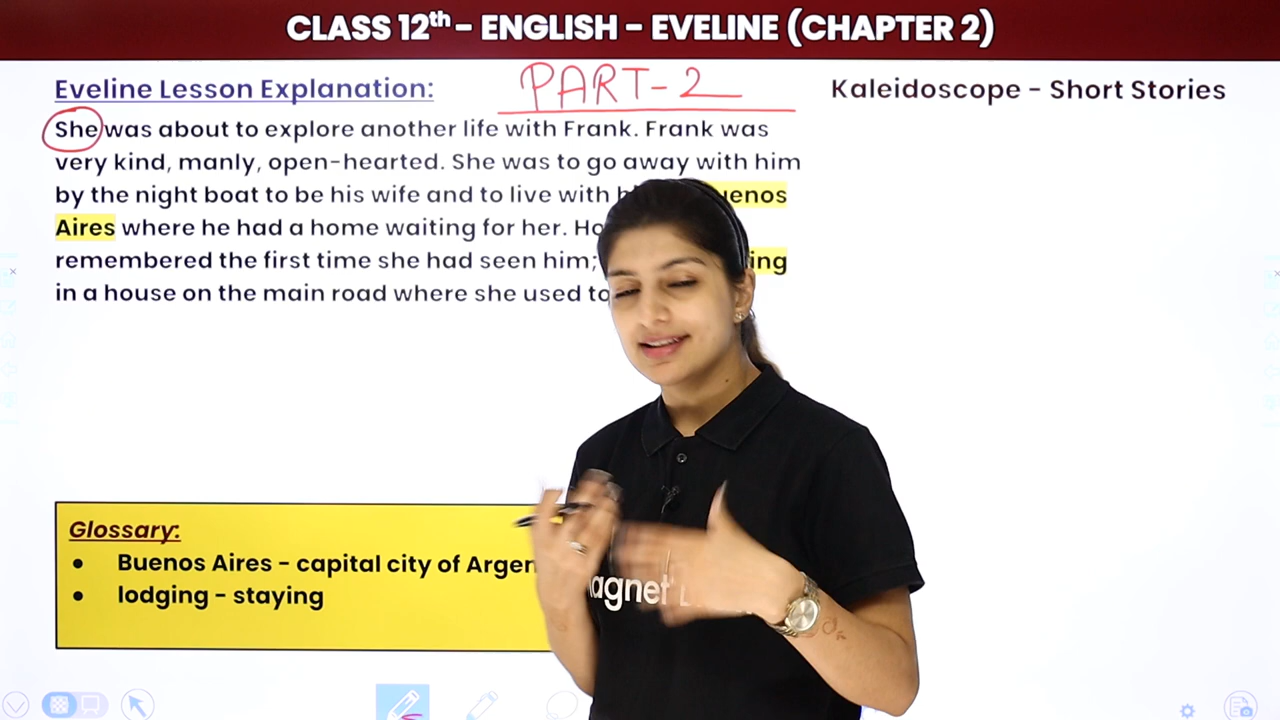 CLASS 12th - ENGLISH - EVELINE (CHAPTER 2)
Eveline Lesson Explanation:
PART-2
Kaleidoscope - Short Stories
She was about to explore another life with Frank. Frank was
very kind, manly, open-hearted. She was to go away with him
by the night boat to be his wife and to live with
Aires where he had a home waiting for her.
remembered the first time she had seen him;
in a house on the main road where she used to
Glossary:
• Buenos Aires - capital city of
• lodging - staying